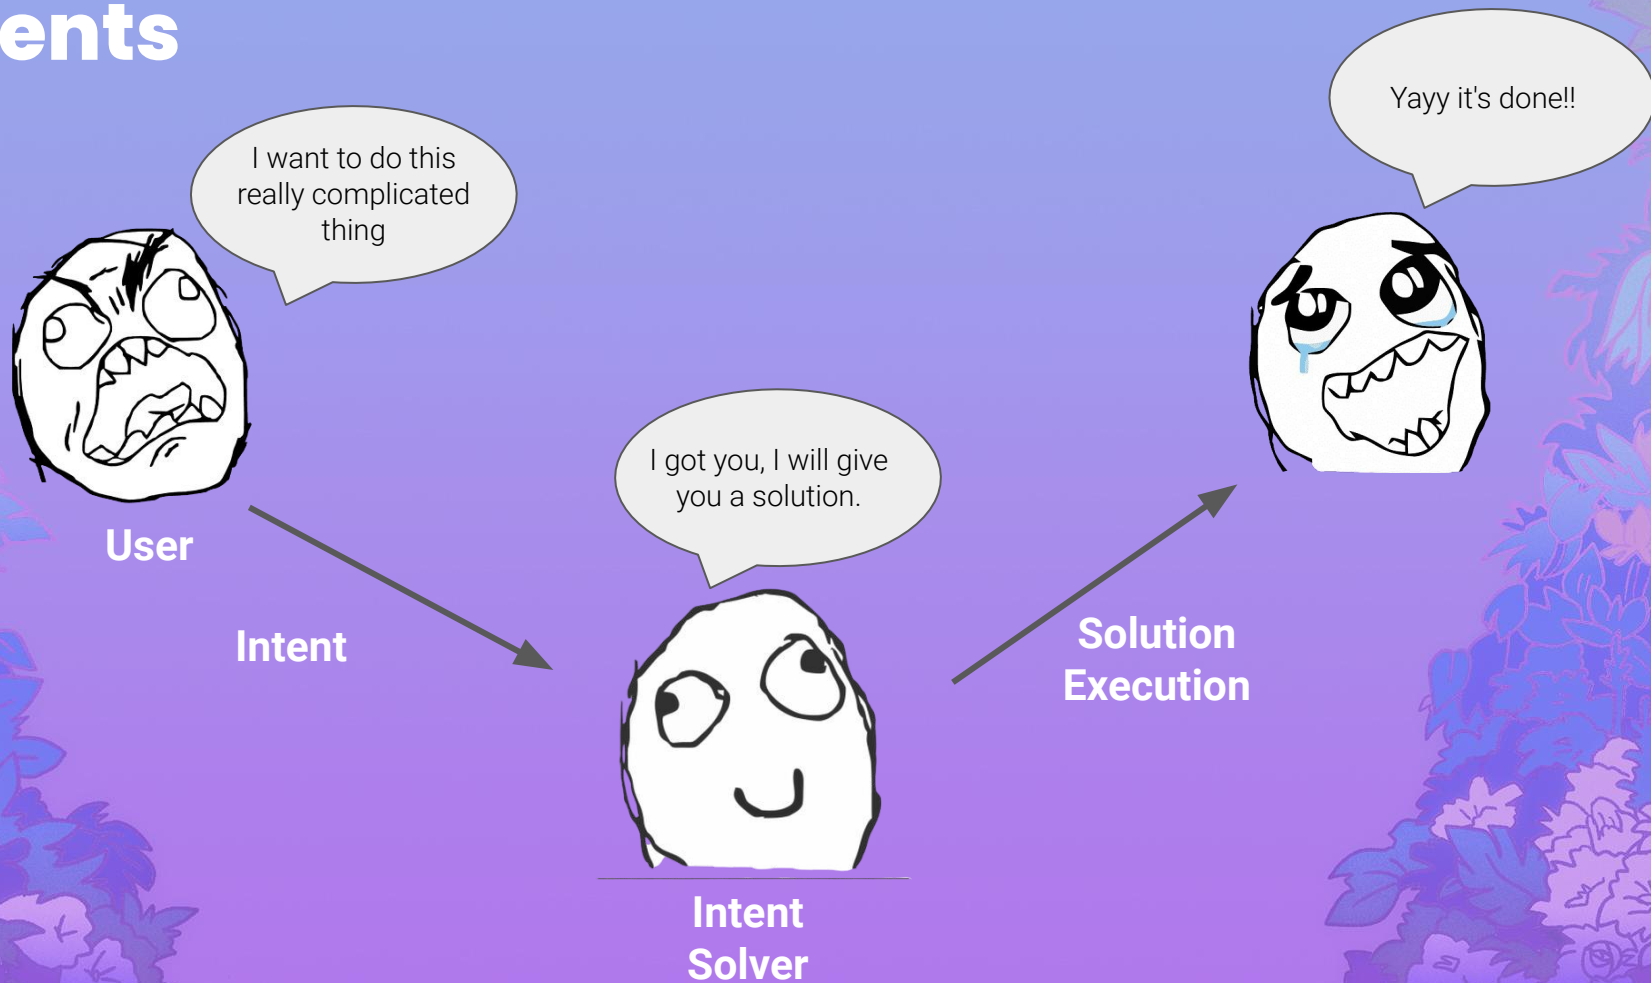 ents
I want to do this
really complicated
thing
Yayy it's done!!
User
Intent
I got you, I will give
you a solution.
Solution
Execution
Intent
Solver